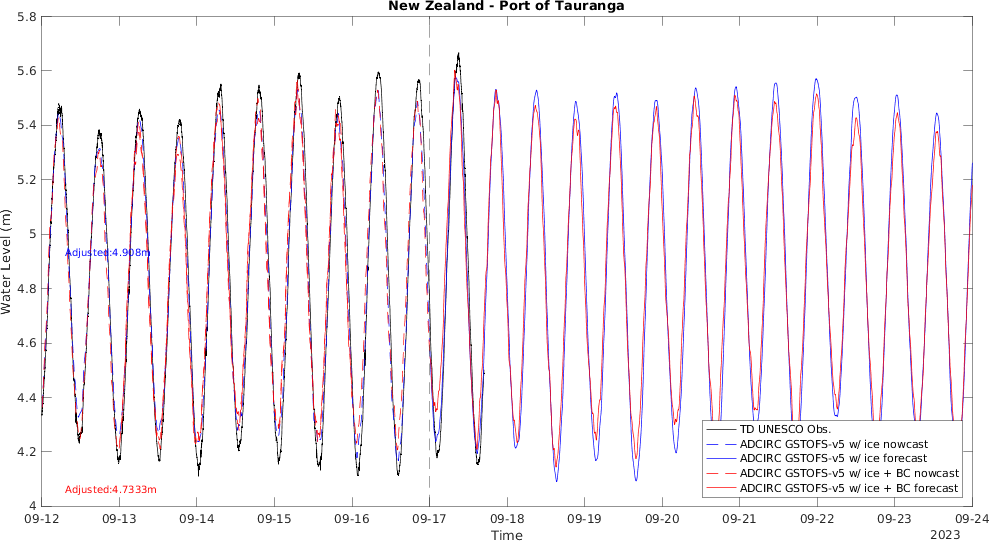 New Zealand - Port of Tauranga
5.8
5.6
5.4
5.2
5
4.8
4.6
4.4
4.2
4
Water Level (m)
Adjusted:4.908m
Adjusted:4.7333m
TD UNESCO Obs.
ADCIRC GSTOFS-v5 w/ ice nowcast
ADCIRC GSTOFS-v5 w/ ice forecast
ADCIRC GSTOFS-v5 w/ ice + BC nowcast
ADCIRC GSTOFS-v5 w/ ice + BC forecast
09-12 09-13 09-14 09-15 09-16 09-17 09-18 09-19 09-20 09-21 09-22 09-23 09-24
Time
2023